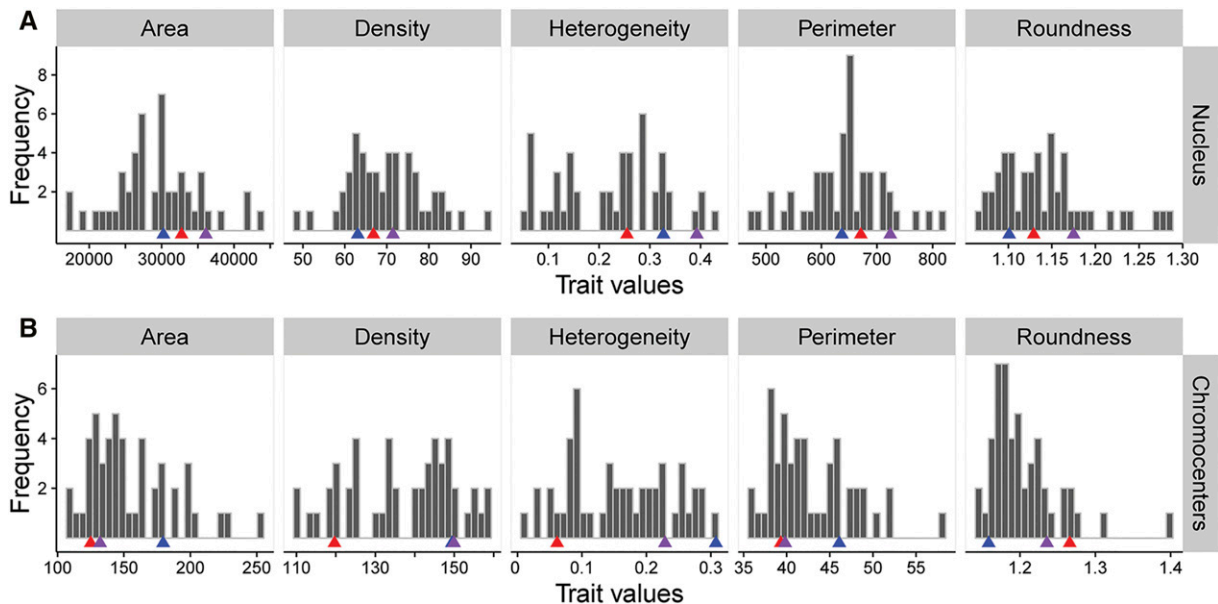 A
Area Density Heterogeneity Perimeter Roundness
Nucleus
Frequency
8
6
4
2
20000 30000 40000 50 60 70 80 90 0.1 0.2 0.3 0.4 500 600 700 800 1.10 1.15 1.20 1.25 1.30
Trait values
B
Area Density Heterogeneity Perimeter Roundness
Chromocenters
Frequency
6
4
2
100 150 200 250 110 130 150 0 0.1 0.2 0.3 35 40 45 50 55 1.2 1.3 1.4
Trait values